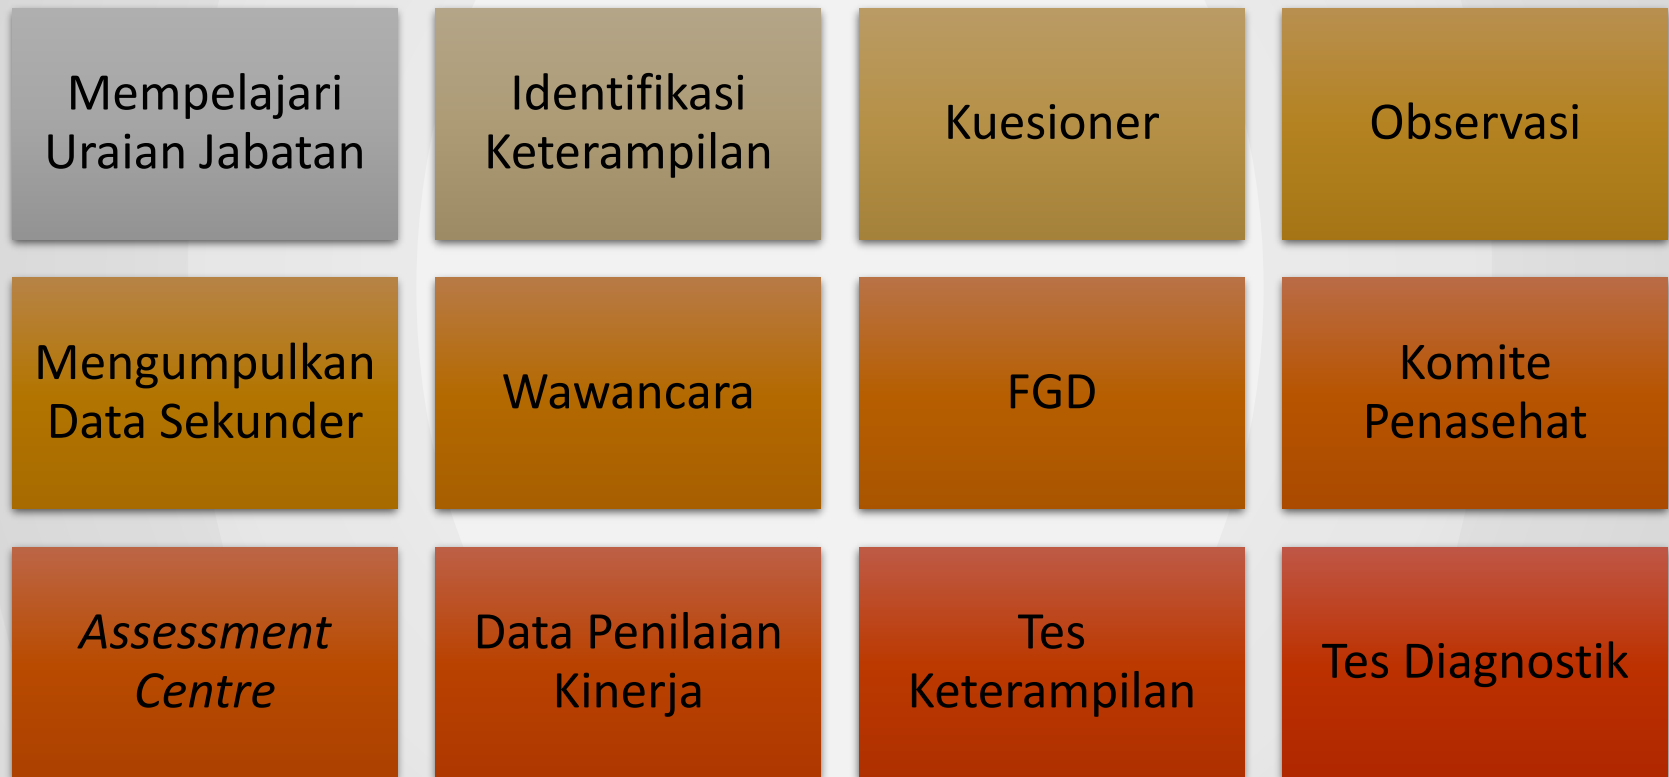 Mempelajari
Uraian Jabatan
Identifikasi
Keterampilan
Kuesioner
Observasi
Mengumpulkan
Data Sekunder
Wawancara
FGD
Komite
Penasehat
Assessment
Centre
Data Penilaian
Kinerja
Tes
Keterampilan
Tes Diagnostik